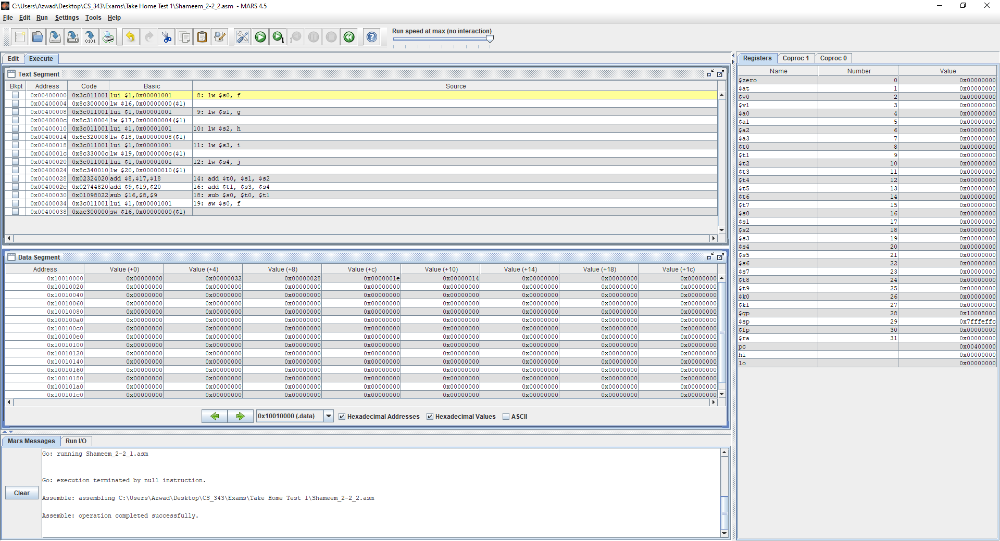 C:\Users\Azwad\Desktop\CS_343\Exams\Take Home Test 1\Shameem_2-2_2.asm - MARS 4.5
File Edit Run Settings Tools Help
Run speed at max (no interaction)
Edit Execute
Text Segment
Bkpt Address Code Basic Source
0x00400000 0x3c011001 lui $1,0x00001001 8: lw $s0, f
0x00400004 0x8c300000 lw $16,0x00000000($1)
0x00400008 0x3c011001 lui $1,0x00001001 9: lw $s1, g
0x0040000c 0x8c310004 lw $17,0x00000004($1)
0x00400010 0x3c011001 lui $1,0x00001001 10: lw $s2, h
0x00400014 0x8c320008 lw $18,0x00000008($1)
0x00400018 0x3c011001 lui $1,0x00001001 11: lw $s3, i
0x0040001c 0x8c33000c lw $19,0x0000000c($1)
0x00400020 0x3c011001 lui $1,0x00001001 12: lw $s4, j
0x00400024 0x8c340010 lw $20,0x00000010($1)
0x00400028 0x02324020 add $8,$17,$18 14: add $t0, $s1, $s2
0x0040002c 0x02744820 add $9,$19,$20 16: add $t1, $s3, $s4
0x00400030 0x01098022 sub $16,$8,$9 18: sub $s0, $t0, $t1
0x00400034 0x3c011001 lui $1,0x00001001 19: sw $s0, f
0x00400038 0xac300000 sw $16,0x00000000($1)
Data Segment
Address Value (+0) Value (+4) Value (+8) Value (+c) Value (+10) Value (+14) Value (+18) Value (+1c)
0x10010000 0x00000000 0x00000032 0x00000028 0x0000001e 0x00000014 0x00000000 0x00000000 0x00000000
0x10010020 0x00000000 0x00000000 0x00000000 0x00000000 0x00000000 0x00000000 0x00000000 0x00000000
0x10010040 0x00000000 0x00000000 0x00000000 0x00000000 0x00000000 0x00000000 0x00000000 0x00000000
0x10010060 0x00000000 0x00000000 0x00000000 0x00000000 0x00000000 0x00000000 0x00000000 0x00000000
0x10010080 0x00000000 0x00000000 0x00000000 0x00000000 0x00000000 0x00000000 0x00000000 0x00000000
0x100100a0 0x00000000 0x00000000 0x00000000 0x00000000 0x00000000 0x00000000 0x00000000 0x00000000
0x100100c0 0x00000000 0x00000000 0x00000000 0x00000000 0x00000000 0x00000000 0x00000000 0x00000000
0x100100e0 0x00000000 0x00000000 0x00000000 0x00000000 0x00000000 0x00000000 0x00000000 0x00000000
0x10010100 0x00000000 0x00000000 0x00000000 0x00000000 0x00000000 0x00000000 0x00000000 0x00000000
0x10010120 0x00000000 0x00000000 0x00000000 0x00000000 0x00000000 0x00000000 0x00000000 0x00000000
0x10010140 0x00000000 0x00000000 0x00000000 0x00000000 0x00000000 0x00000000 0x00000000 0x00000000
0x10010160 0x00000000 0x00000000 0x00000000 0x00000000 0x00000000 0x00000000 0x00000000 0x00000000
0x10010180 0x00000000 0x00000000 0x00000000 0x00000000 0x00000000 0x00000000 0x00000000 0x00000000
0x100101a0 0x00000000 0x00000000 0x00000000 0x00000000 0x00000000 0x00000000 0x00000000 0x00000000
0x100101c0 0x00000000 0x00000000 0x00000000 0x00000000 0x00000000 0x00000000 0x00000000 0x00000000
0x10010000 (.data) Hexadecimal Addresses Hexadecimal Values ASCII
Mars Messages Run I/O
Go: running Shameem_2-2_1.asm
Go: execution terminated by null instruction.
Assemble: assembling C:\Users\Azwad\Desktop\CS_343\Exams\Take Home Test 1\Shameem_2-2_2.asm
Assemble: operation completed successfully.
Clear
Registers Coproc 1 Coproc 0
Name Number Value
$zero 0 0x00000000
$at 1 0x00000000
$v0 2 0x00000000
$v1 3 0x00000000
$a0 4 0x00000000
$a1 5 0x00000000
$a2 6 0x00000000
$a3 7 0x00000000
$t0 8 0x00000000
$t1 9 0x00000000
$t2 10 0x00000000
$t3 11 0x00000000
$t4 12 0x00000000
$t5 13 0x00000000
$t6 14 0x00000000
$t7 15 0x00000000
$s0 16 0x00000000
$s1 17 0x00000000
$s2 18 0x00000000
$s3 19 0x00000000
$s4 20 0x00000000
$s5 21 0x00000000
$s6 22 0x00000000
$s7 23 0x00000000
$t8 24 0x00000000
$t9 25 0x00000000
$k0 26 0x00000000
$k1 27 0x00000000
$gp 28 0x10008000
$sp 29 0x7fffeffc
$fp 30 0x00000000
$ra 31 0x00000000
pc 0x00400000
hi 0x00000000
lo 0x00000000